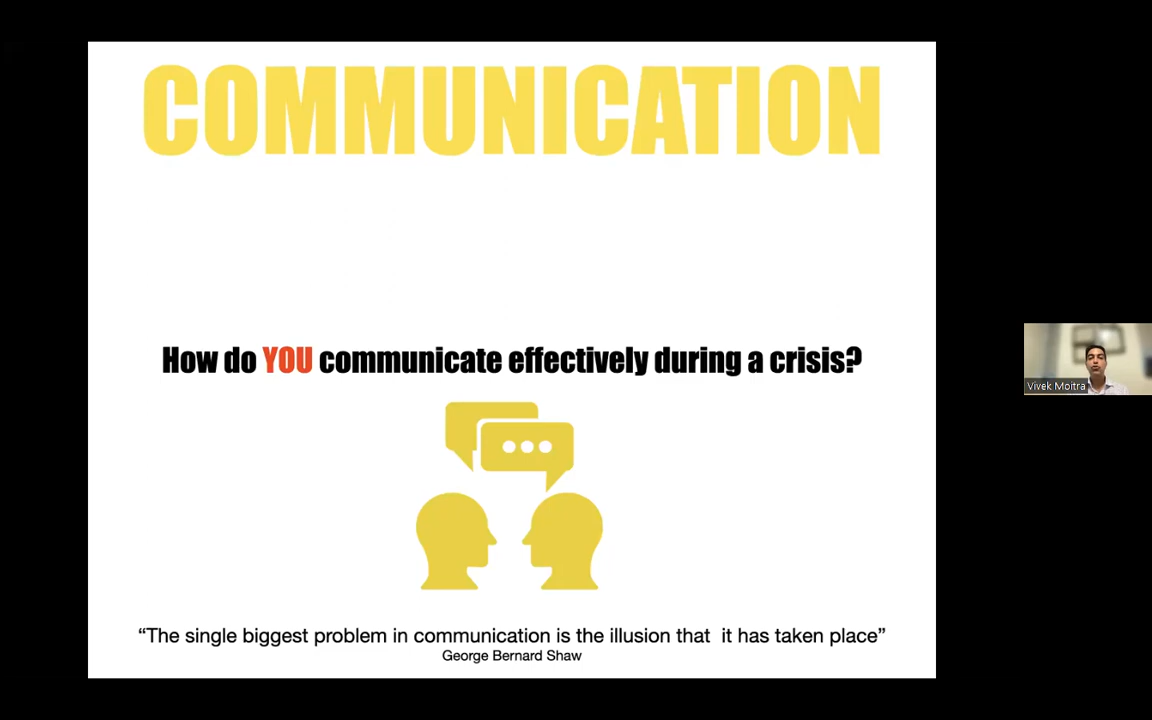 COMMUNICATION
How do YOU communicate effectively during a crisis?
“The single biggest problem in communication is the illusion that it has taken place”
George Bernard Shaw
Vivek Moitra